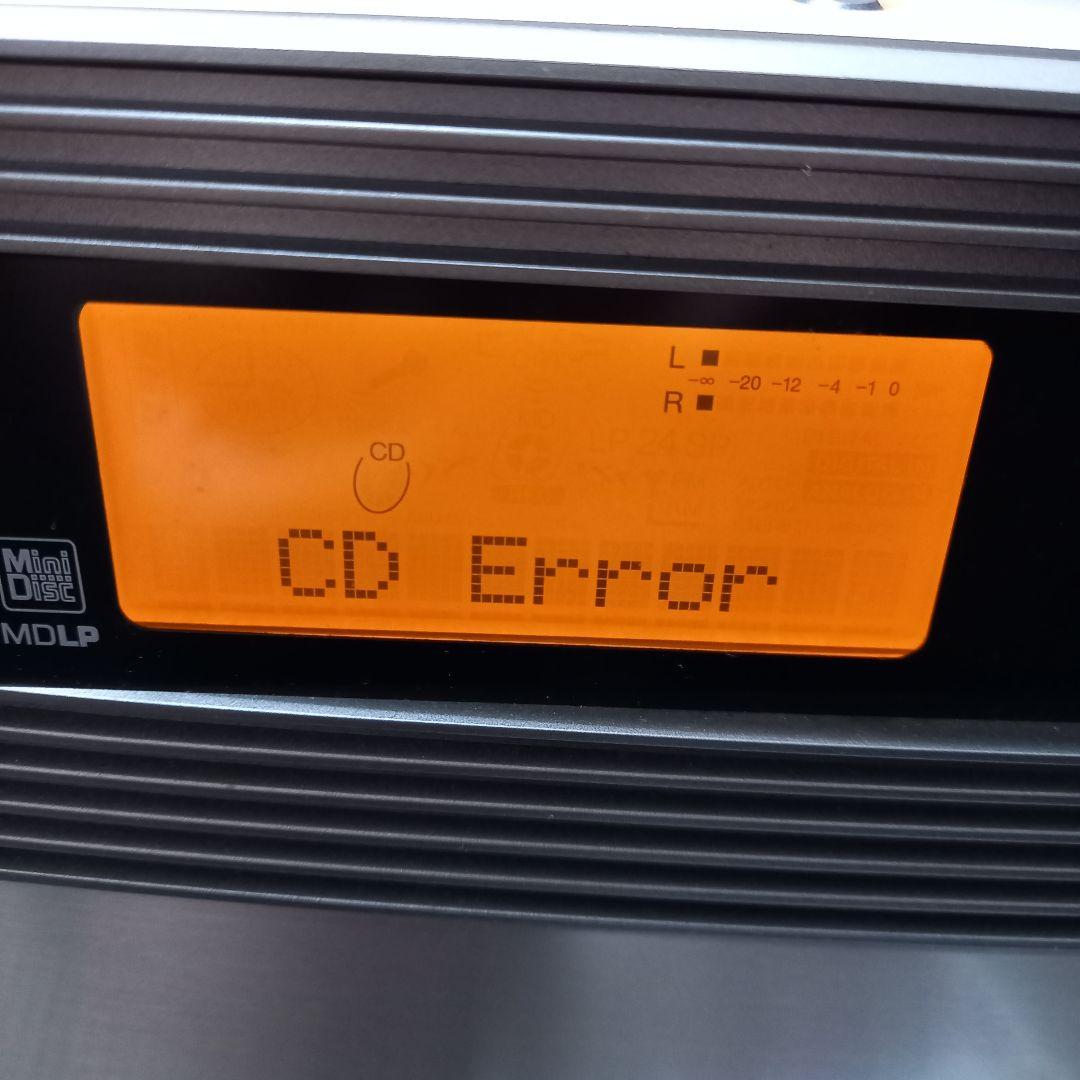 L
-∞ -20 -12 -4 -1 0
R
CD
CD Error
Mini
Disc
MDLP